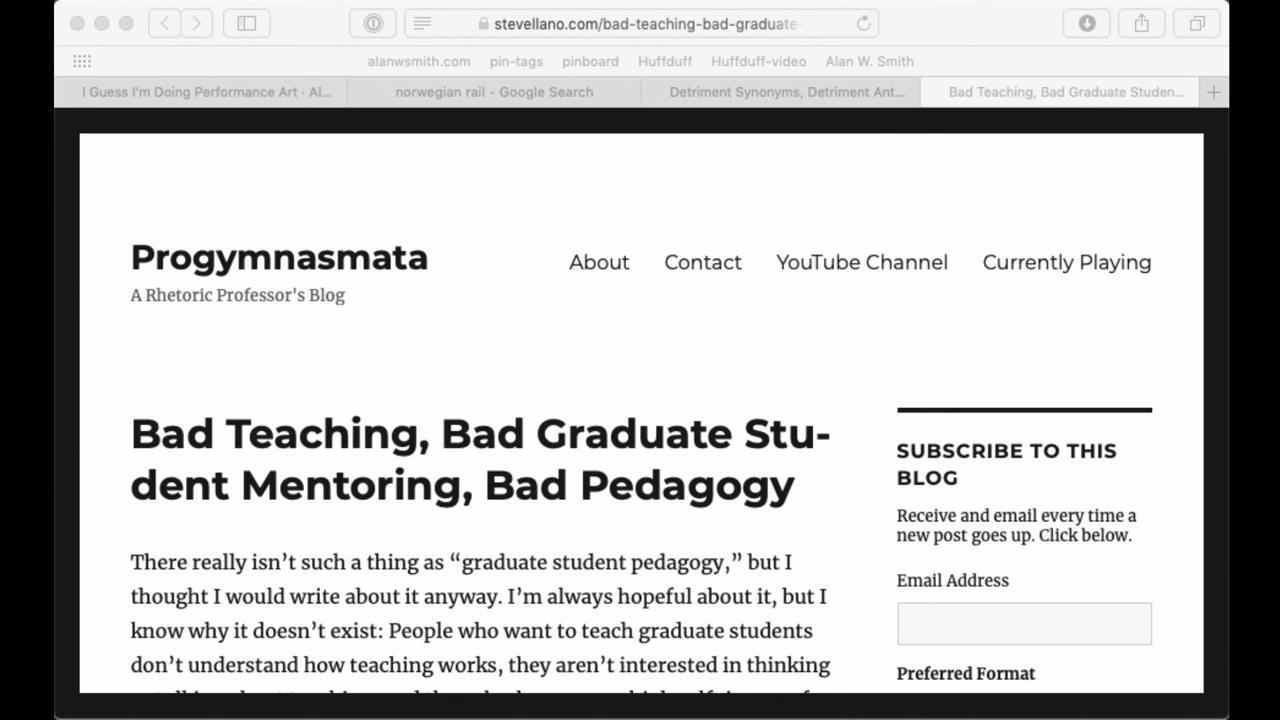 stevellano.com/bad-teaching-bad-graduate-
alanwsmith.com pin-tags pinboard Huffduff Huffduff-video Alan W. Smith
I Guess I'm Doing Performance Art · Al... norwegian rail - Google Search Detriment Synonyms, Detriment Ant... Bad Teaching, Bad Graduate Studen...
Progymnasmata
About Contact YouTube Channel Currently Playing
A Rhetoric Professor's Blog
Bad Teaching, Bad Graduate Stu-
dent Mentoring, Bad Pedagogy
There really isn’t such a thing as “graduate student pedagogy,” but I
thought I would write about it anyway. I’m always hopeful about it, but I
know why it doesn’t exist: People who want to teach graduate students
don’t understand how teaching works, they aren’t interested in thinking
SUBSCRIBE TO THIS
BLOG
Receive and email every time a
new post goes up. Click below.
Email Address
Preferred Format